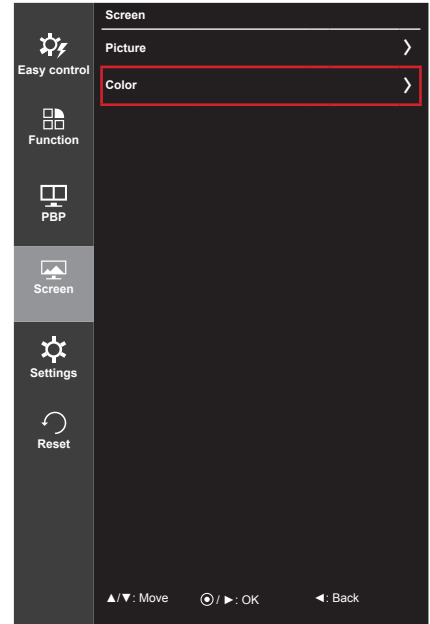 Screen
Picture
Color
Easy control
Function
PBP
Screen
Settings
Reset
▲/▼: Move ⦿/ ►: OK ◄: Back